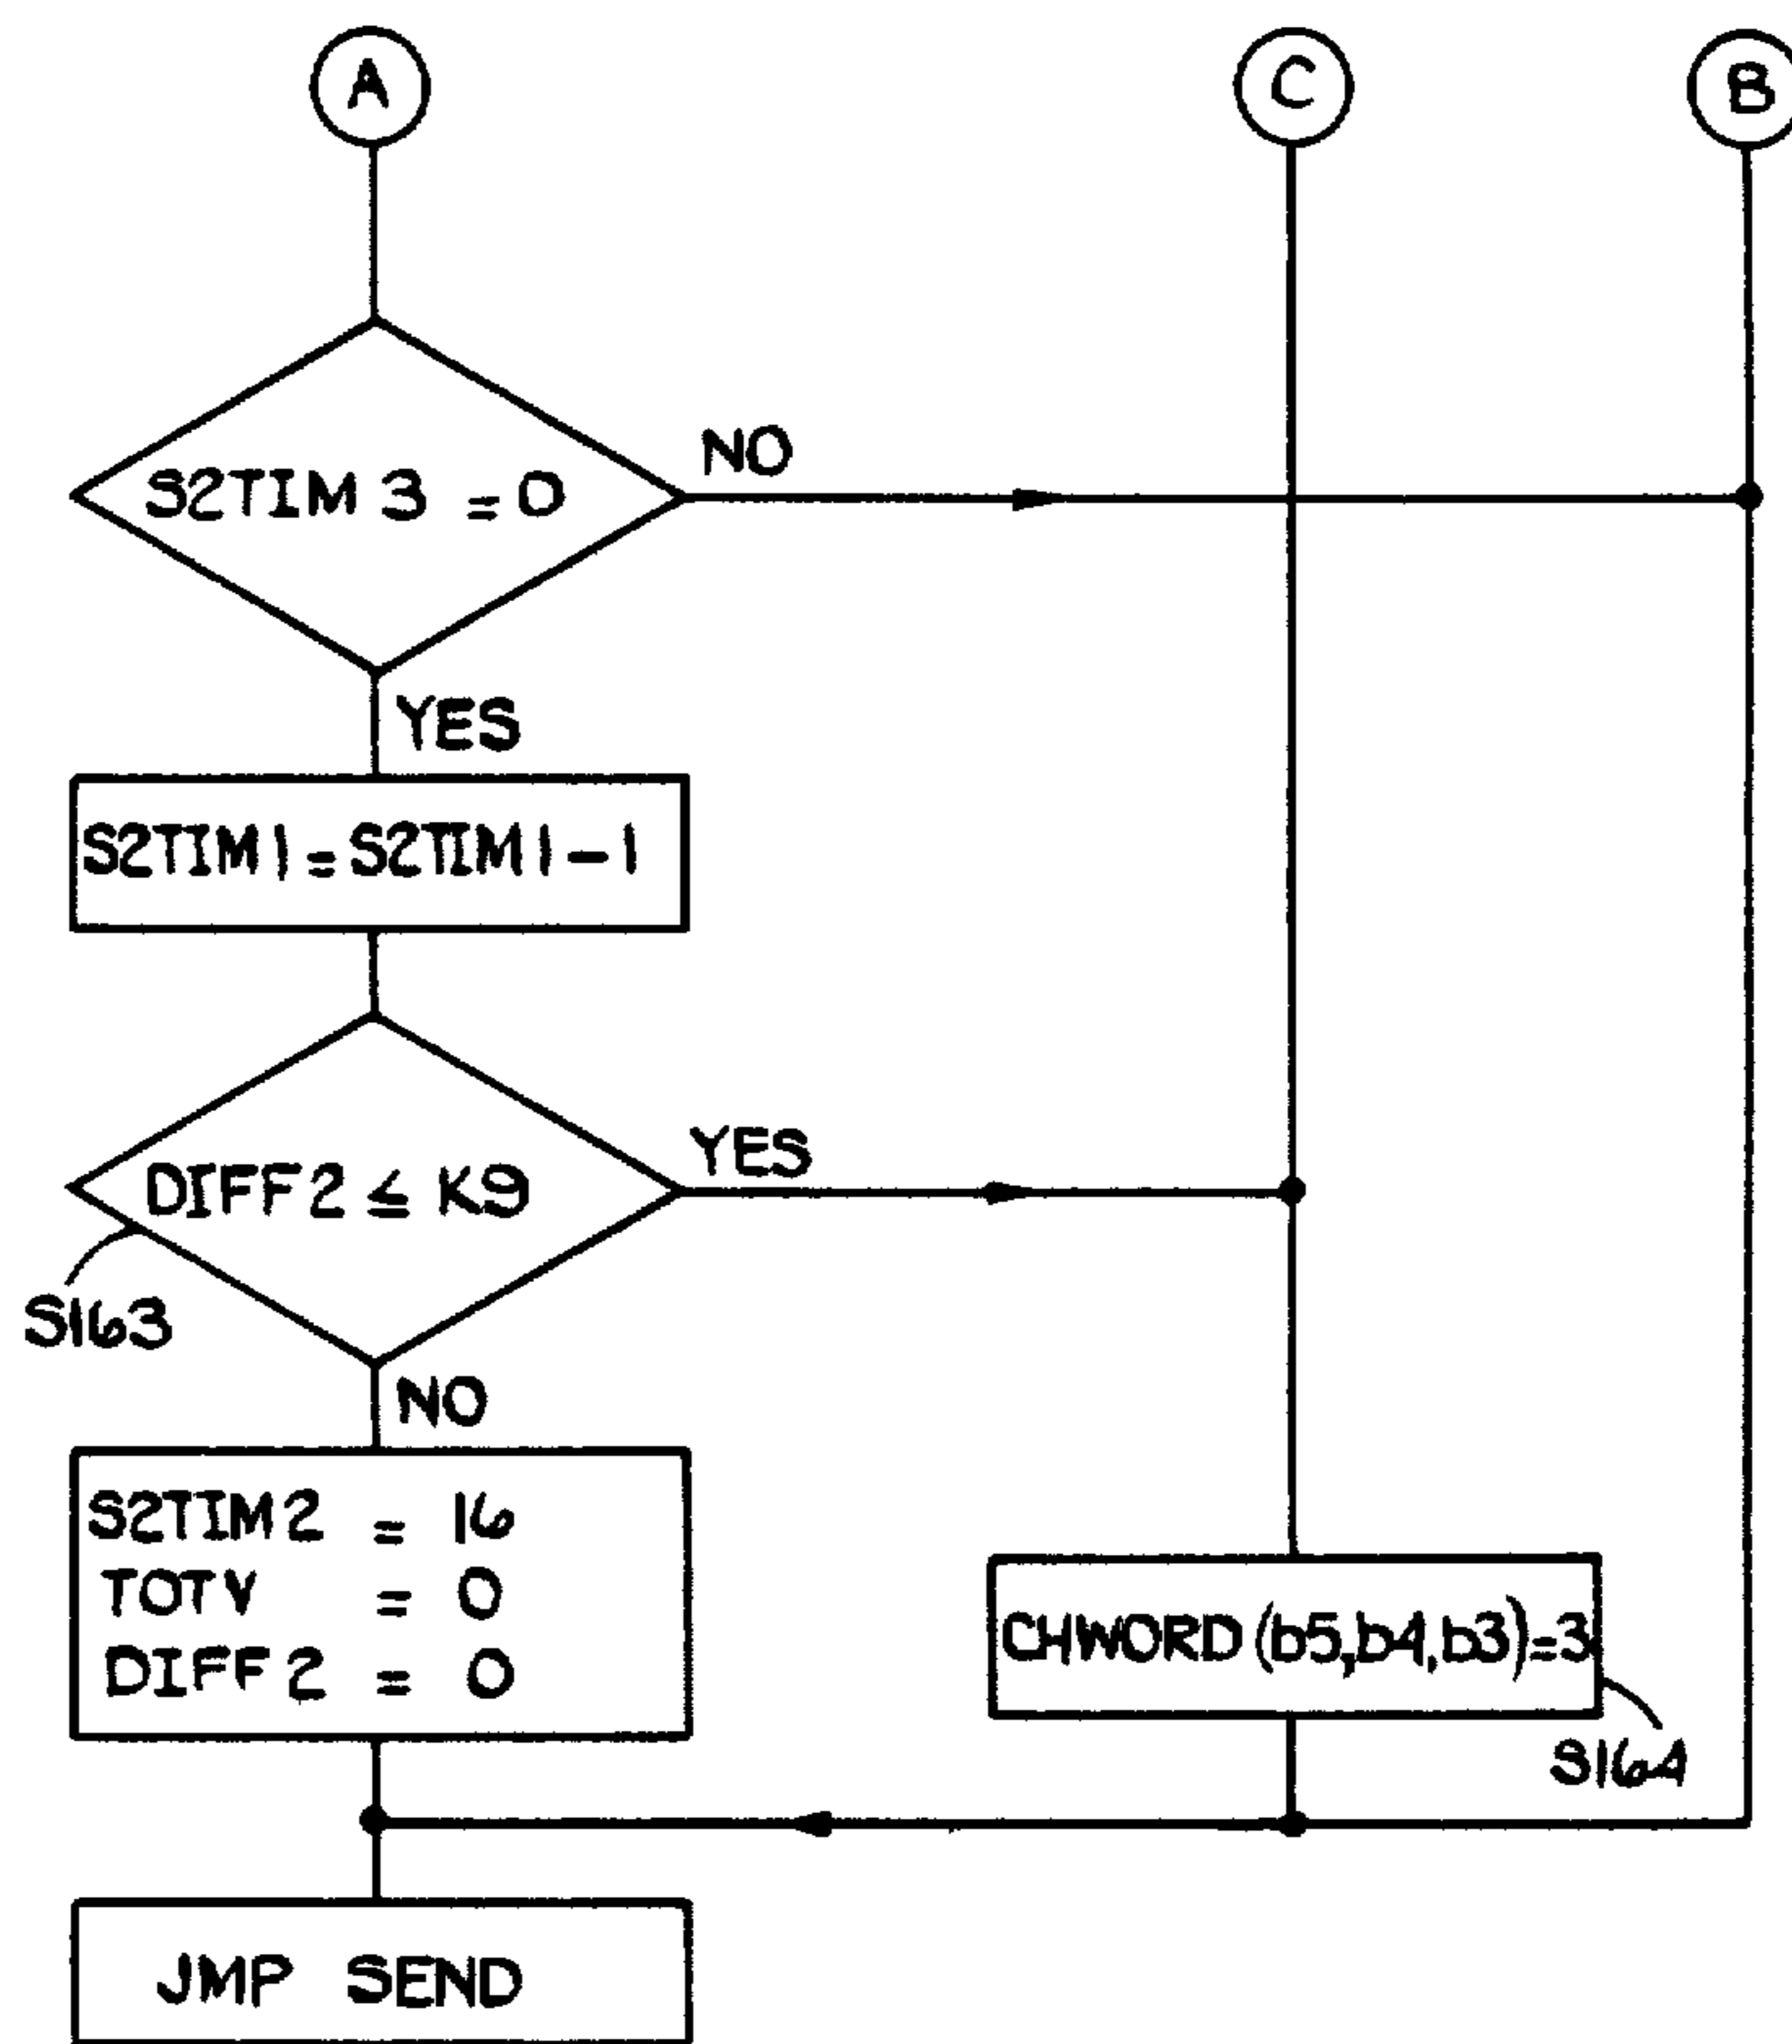 A
C
B
S2TIM 3 = 0
NO
YES
S2TIM1 = S2TIM1 - 1
DIFF2 ≤ K9
YES
S163
NO
S2TIM2 = 16
TOTV = 0
DIFF2 = 0
CHWORD (b5,b4,b3)=3
S164
JMP SEND